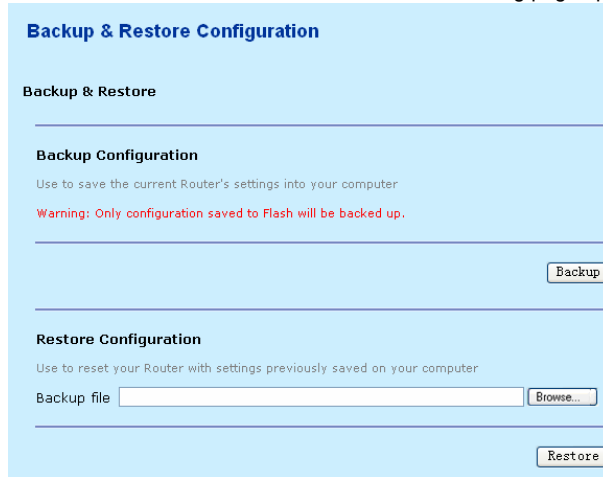 Backup & Restore Configuration
Backup & Restore
Backup Configuration
Use to save the current Router's settings into your computer
Warning: Only configuration saved to Flash will be backed up.
Backup
Restore Configuration
Use to reset your Router with settings previously saved on your computer
Backup file Browse...
Restore